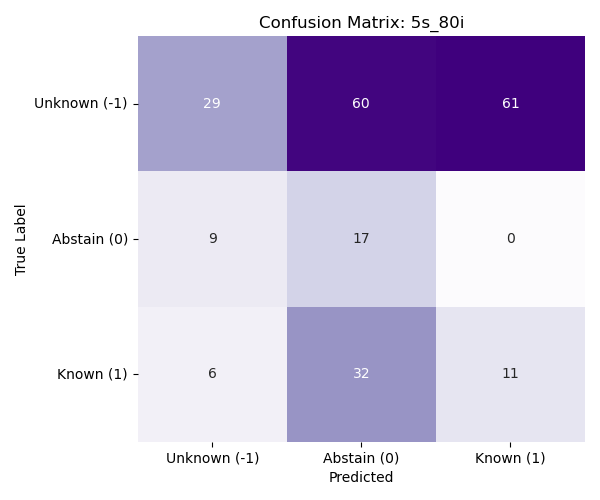 Confusion Matrix: 5s_80i
True Label
Unknown (-1) 29 60 61
Abstain (0) 9 17 0
Known (1) 6 32 11
Unknown (-1) Abstain (0) Known (1)
Predicted